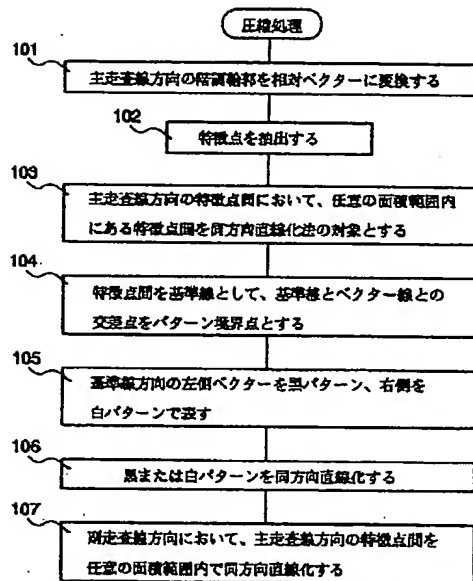 圧縮処理
101
主走査線方向の階調輪郭を相対ベクターに変換する
102
特徴点を抽出する
103
主走査線方向の特徴点間において、任意の面積範囲内
にある特徴点間を同方向直線化法の対象とする
104
特徴点間を基準線として、基準線とベクター線との
交差点をパターン境界点とする
105
基準線方向の左側ベクターを黒パターン、右側を
白パターンで表す
106
黒または白パターンを同方向直線化する
107
副走査線方向において、主走査線方向の特徴点間を
任意の面積範囲内で同方向直線化する